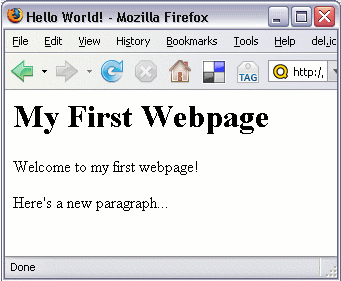 Hello World! - Mozilla Firefox
File Edit View History Bookmarks Tools Help del.ic
TAG http:/,
My First Webpage
Welcome to my first webpage!
Here's a new paragraph...
Done